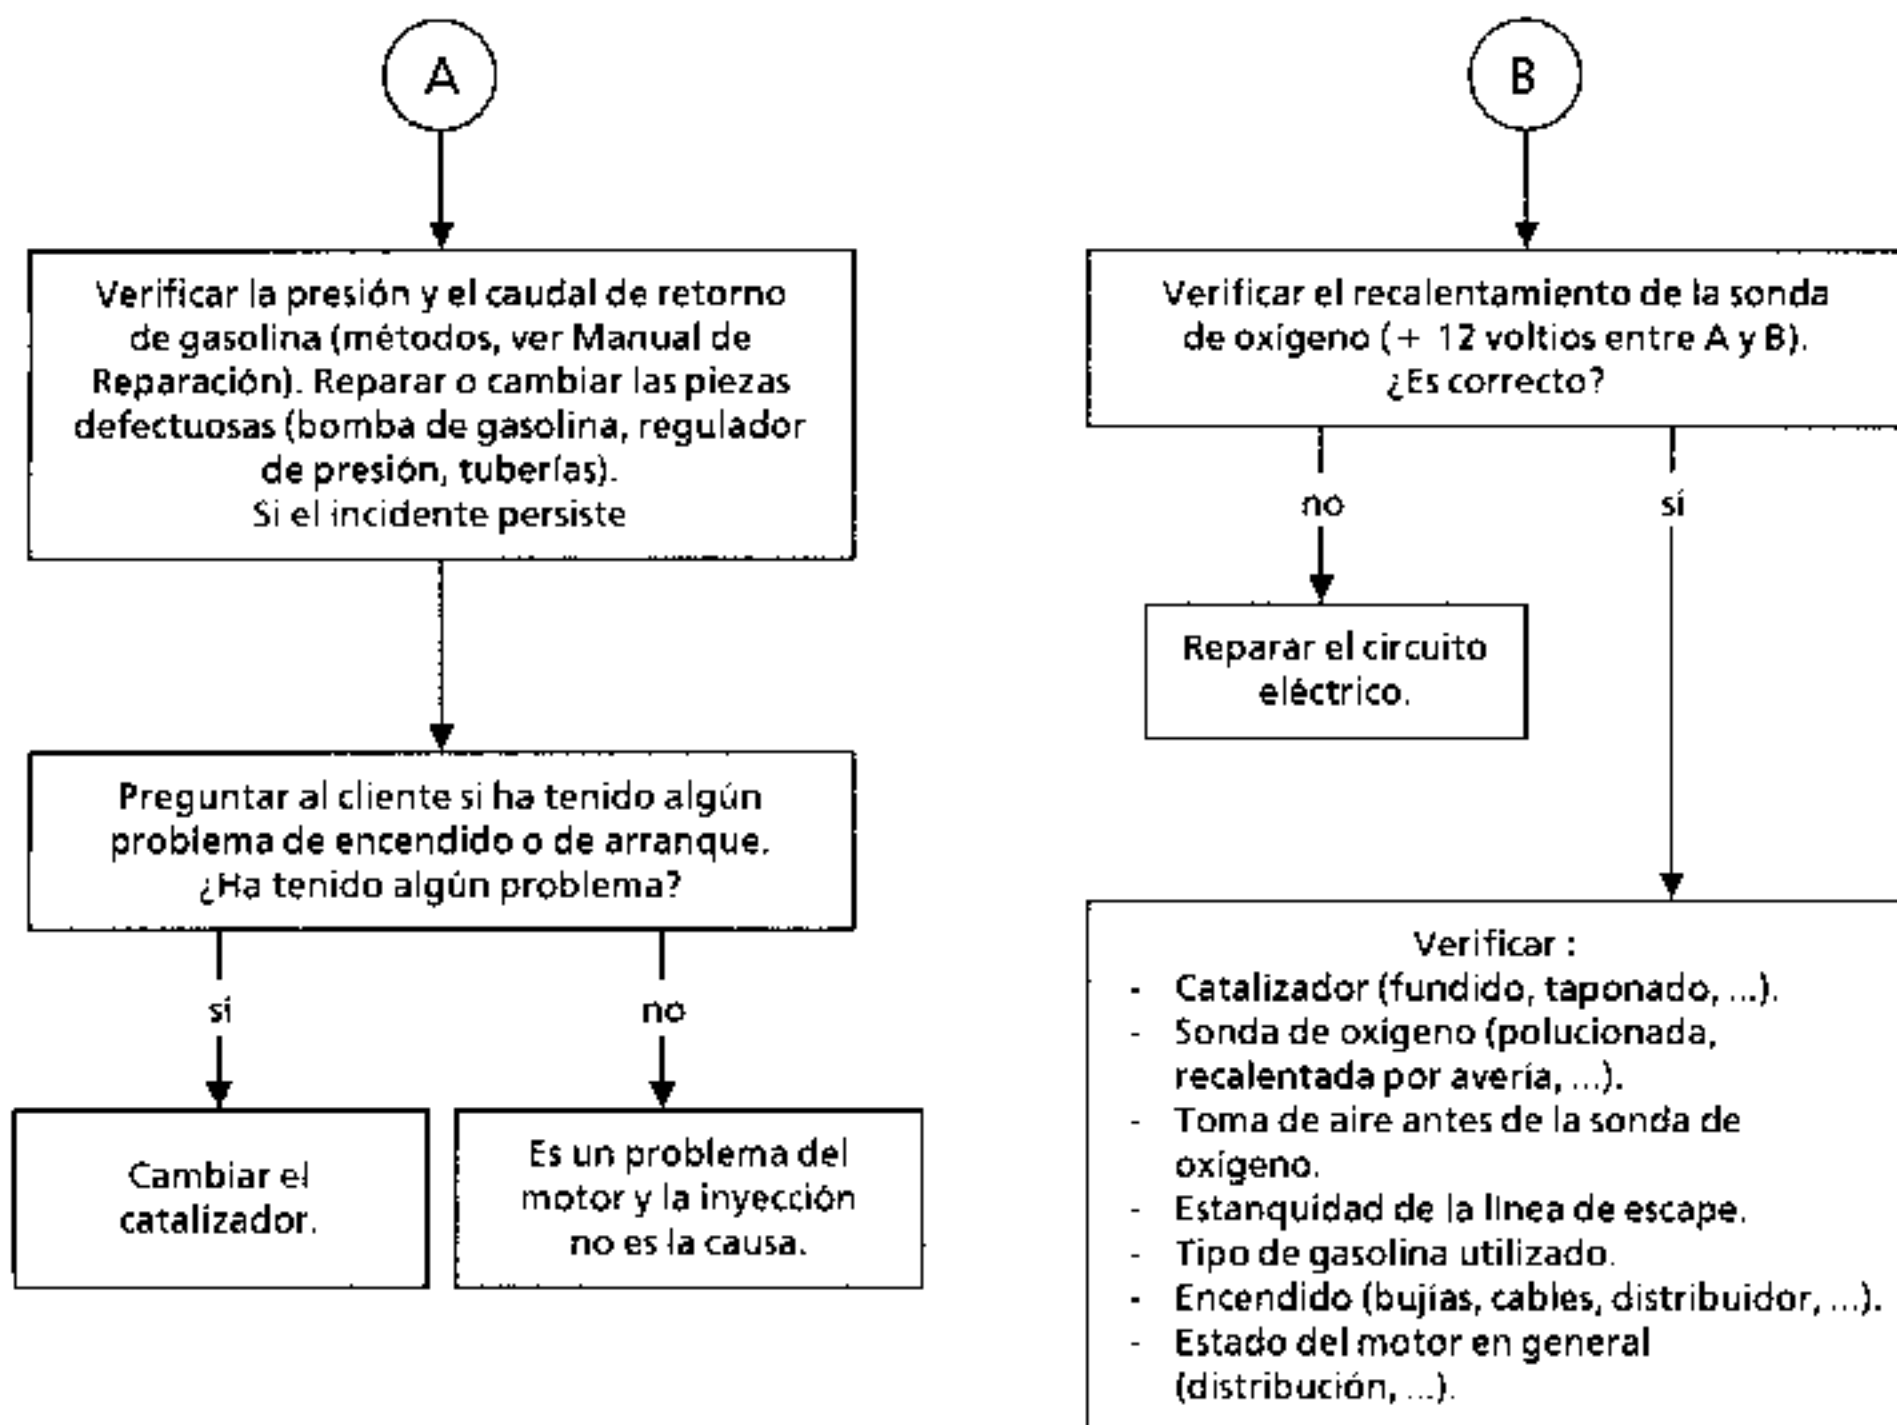 A
Verificar la presión y el caudal de retorno
de gasolina (métodos, ver Manual de
Reparación). Reparar o cambiar las piezas
defectuosas (bomba de gasolina, regulador
de presión, tuberías).
Si el incidente persiste
Preguntar al cliente si ha tenido algún
problema de encendido o de arranque.
¿Ha tenido algún problema?
sí
no
Cambiar el
catalizador.
Es un problema del
motor y la inyección
no es la causa.
B
Verificar el recalentamiento de la sonda
de oxígeno (+ 12 voltios entre A y B).
¿Es correcto?
no
sí
Reparar el circuito
eléctrico.
Verificar :
- Catalizador (fundido, taponado, ...).
- Sonda de oxígeno (polucionada,
recalentada por avería, ...).
- Toma de aire antes de la sonda de
oxígeno.
- Estanquidad de la línea de escape.
- Tipo de gasolina utilizado.
- Encendido (bujías, cables, distribuidor, ...).
- Estado del motor en general
(distribución, ...).